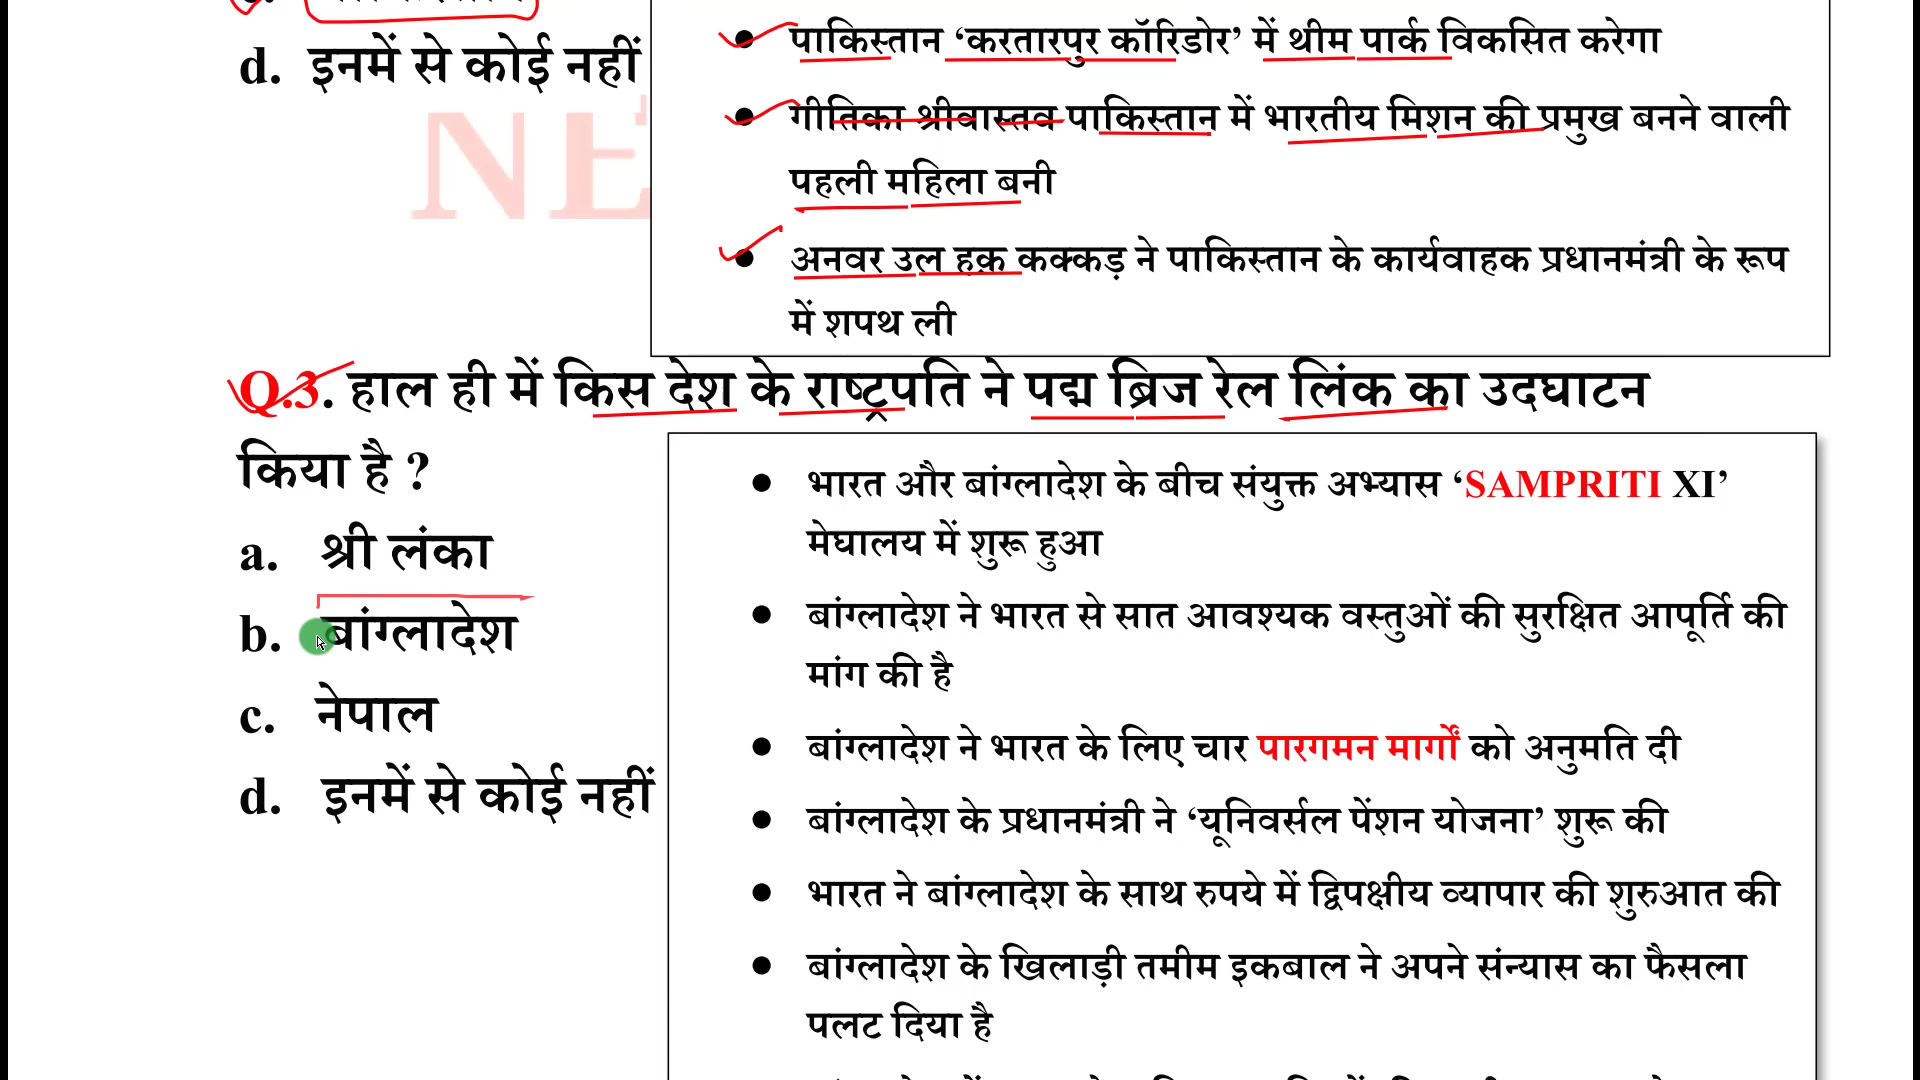 d. इनमें से कोई नहीं
NE
पाकिस्तान ‘करतारपुर कॉरिडोर’ में थीम पार्क विकसित करेगा
गीतिका श्रीवास्तव पाकिस्तान में भारतीय मिशन की प्रमुख बनने वाली
पहली महिला बनी
अनवर उल हक़ कक्कड़ ने पाकिस्तान के कार्यवाहक प्रधानमंत्री के रूप
में शपथ ली
Q.3. हाल ही में किस देश के राष्ट्रपति ने पद्म ब्रिज रेल लिंक का उदघाटन
किया है ?
a. श्री लंका
b. बांग्लादेश
c. नेपाल
d. इनमें से कोई नहीं
भारत और बांग्लादेश के बीच संयुक्त अभ्यास ‘SAMPRITI XI’
मेघालय में शुरू हुआ
बांग्लादेश ने भारत से सात आवश्यक वस्तुओं की सुरक्षित आपूर्ति की
मांग की है
बांग्लादेश ने भारत के लिए चार पारगमन मार्गों को अनुमति दी
बांग्लादेश के प्रधानमंत्री ने ‘यूनिवर्सल पेंशन योजना’ शुरू की
भारत ने बांग्लादेश के साथ रुपये में द्विपक्षीय व्यापार की शुरुआत की
बांग्लादेश के खिलाड़ी तमीम इकबाल ने अपने संन्यास का फैसला
पलट दिया है